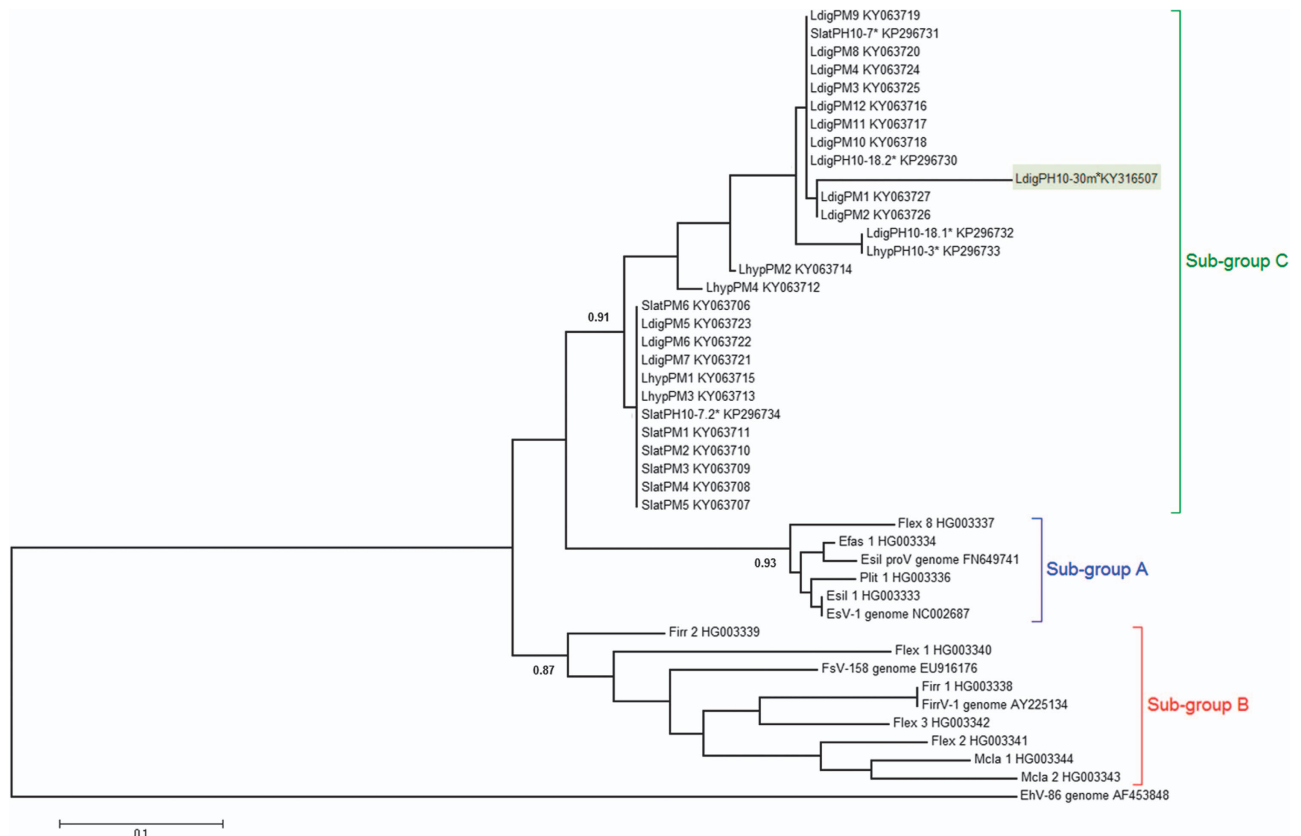 LdigPM9 KY063719
SlatPH10-7* KP296731
LdigPM8 KY063720
LdigPM4 KY063724
LdigPM3 KY063725
LdigPM12 KY063716
LdigPM11 KY063717
LdigPM10 KY063718
LdigPH10-18.2* KP296730
LdigPH10-30m*KY316507
LdigPM1 KY063727
LdigPM2 KY063726
LdigPH10-18.1* KP296732
LhypPH10-3* KP296733
Sub-group C
LhypPM2 KY063714
LhypPM4 KY063712
SlatPM6 KY063706
0.91
LdigPM5 KY063723
LdigPM6 KY063722
LdigPM7 KY063721
LhypPM1 KY063715
LhypPM3 KY063713
SlatPH10-7.2* KP296734
SlatPM1 KY063711
SlatPM2 KY063710
SlatPM3 KY063709
SlatPM4 KY063708
SlatPM5 KY063707
Flex 8 HG003337
Efas 1 HG003334
Esil proV genome FN649741
0.93
Sub-group A
Plit 1 HG003336
Esil 1 HG003333
EsV-1 genome NC002687
Firr 2 HG003339
Flex 1 HG003340
0.87
FsV-158 genome EU916176
Firr 1 HG003338
FirrV-1 genome AY225134
Sub-group B
Flex 3 HG003342
Flex 2 HG003341
Mcla 1 HG003344
Mcla 2 HG003343
EhV-86 genome AF453848
0.1